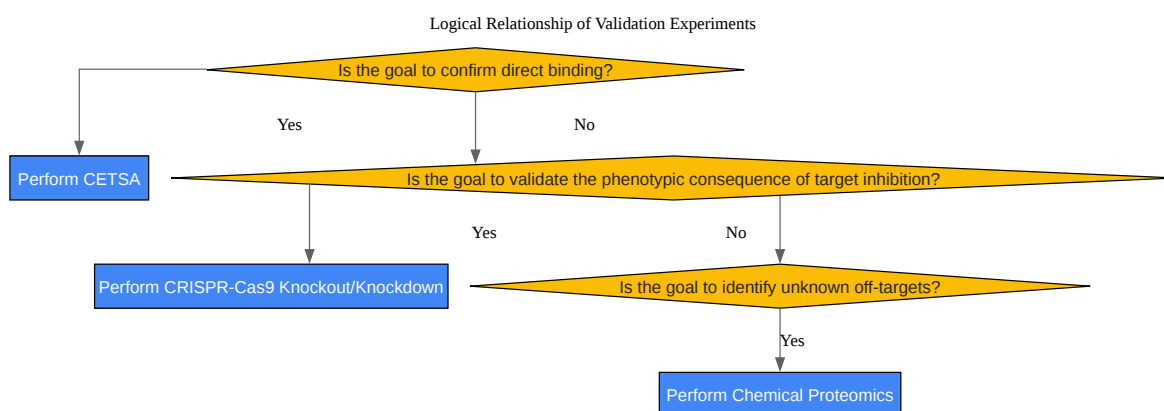 Logical Relationship of Validation Experiments
Is the goal to confirm direct binding?
Yes
No
Perform CETSA
Is the goal to validate the phenotypic consequence of target inhibition?
Yes
No
Perform CRISPR-Cas9 Knockout/Knockdown
Is the goal to identify unknown off-targets?
Yes
Perform Chemical Proteomics